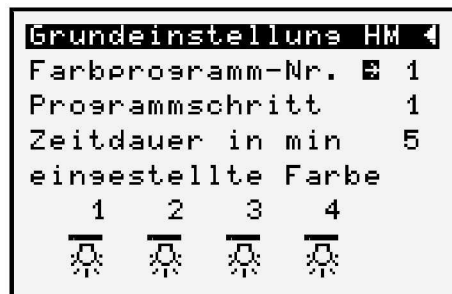 Grundeinstellung HM
Farbprogramm-Nr. 1
Programmschritt 1
Zeitdauer in min 5
eingestellte Farbe
1 2 3 4